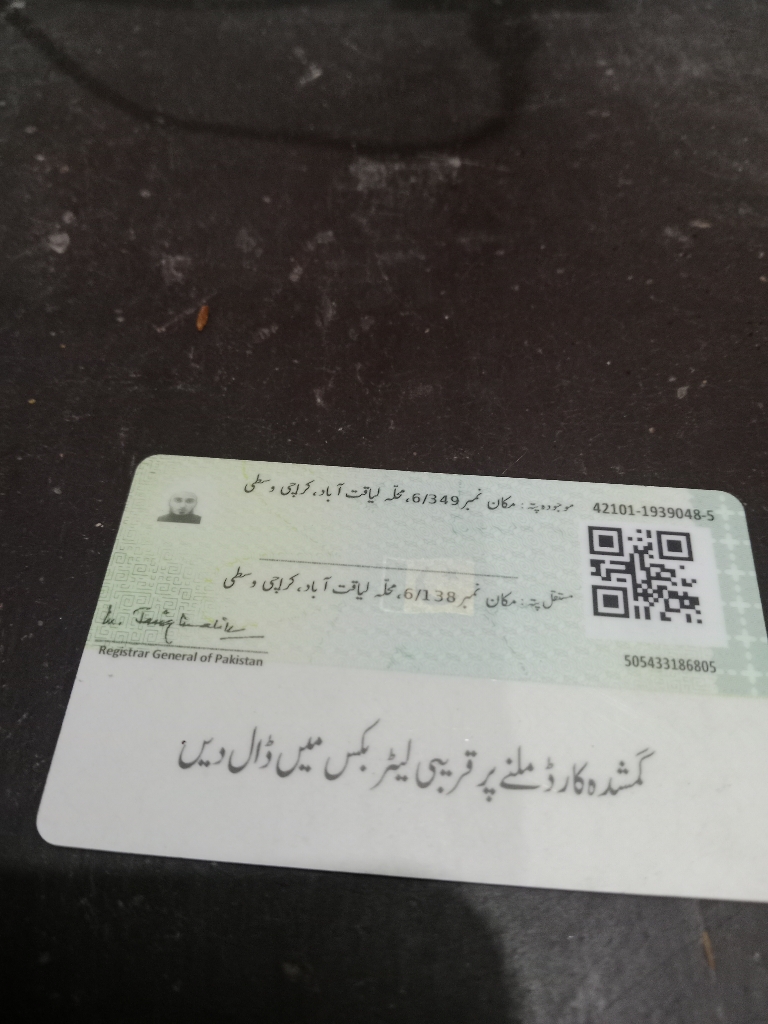 42101-1939048-5
موجودہ پتہ: مکان نمبر 6/349، محلّہ لیاقت آباد، کراچی وسطی
مستقل پتہ: مکان نمبر 6/138، محلّہ لیاقت آباد، کراچی وسطی
Registrar General of Pakistan
505433186805
گمشدہ کارڈ ملنے پر قریبی لیٹر بکس میں ڈال دیں